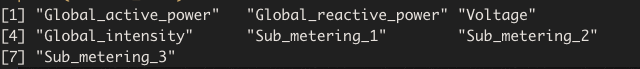 [1] "Global_active_power"   "Global_reactive_power" "Voltage"
[4] "Global_intensity"      "Sub_metering_1"        "Sub_metering_2"
[7] "Sub_metering_3"